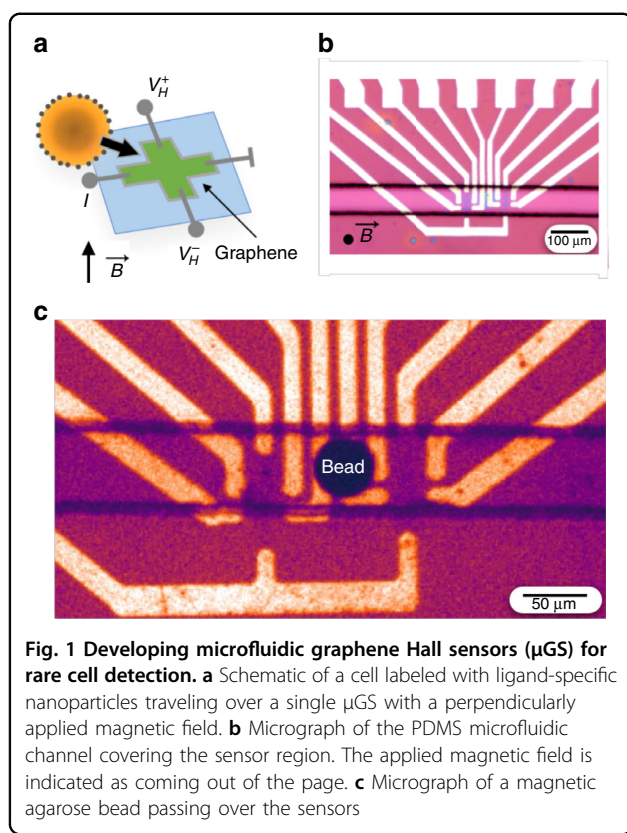 a
V_H^+
I
V_H^-
Graphene
B
b
B
100 µm
c
Bead
50 µm
Fig. 1 Developing microfluidic graphene Hall sensors (µGS) for
rare cell detection. a Schematic of a cell labeled with ligand-specific
nanoparticles traveling over a single µGS with a perpendicularly
applied magnetic field. b Micrograph of the PDMS microfluidic
channel covering the sensor region. The applied magnetic field is
indicated as coming out of the page. c Micrograph of a magnetic
agarose bead passing over the sensors